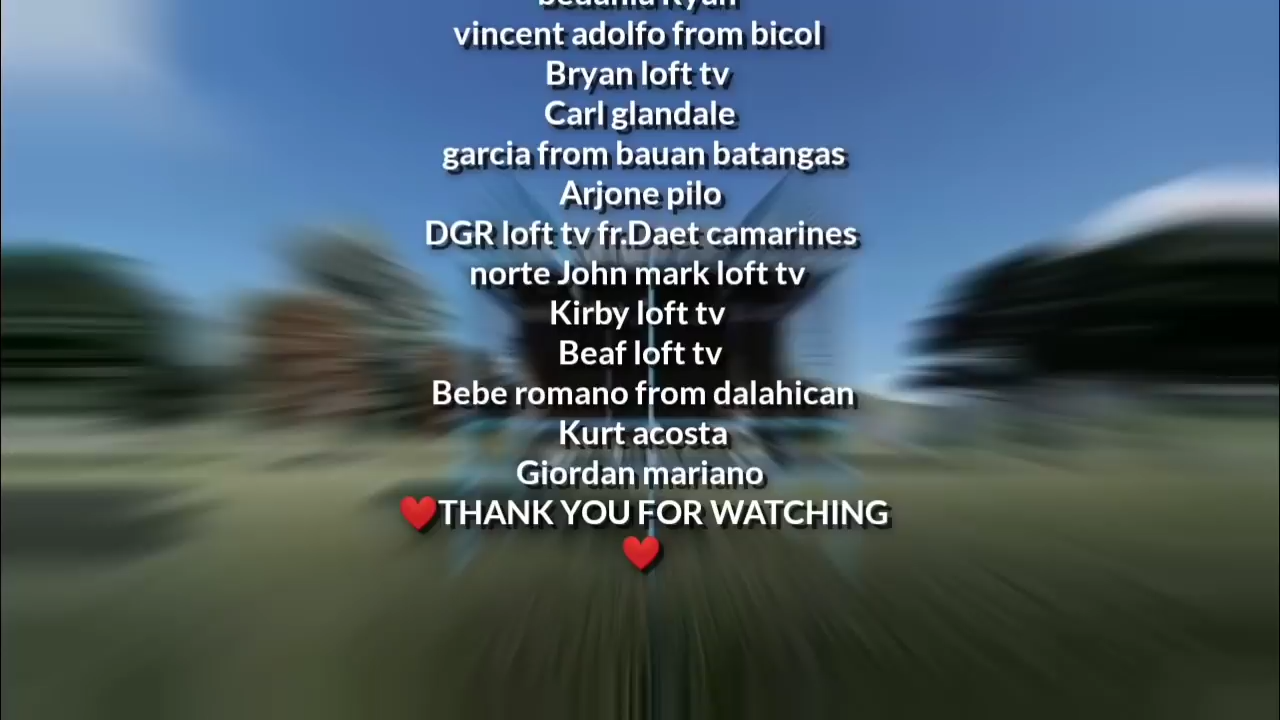 vincent adolfo from bicol
Bryan loft tv
Carl glandale
garcia from bauan batangas
Arjone pilo
DGR loft tv fr.Daet camarines
norte John mark loft tv
Kirby loft tv
Beaf loft tv
Bebe romano from dalahican
Kurt acosta
Giordan mariano
❤️THANK YOU FOR WATCHING
❤️